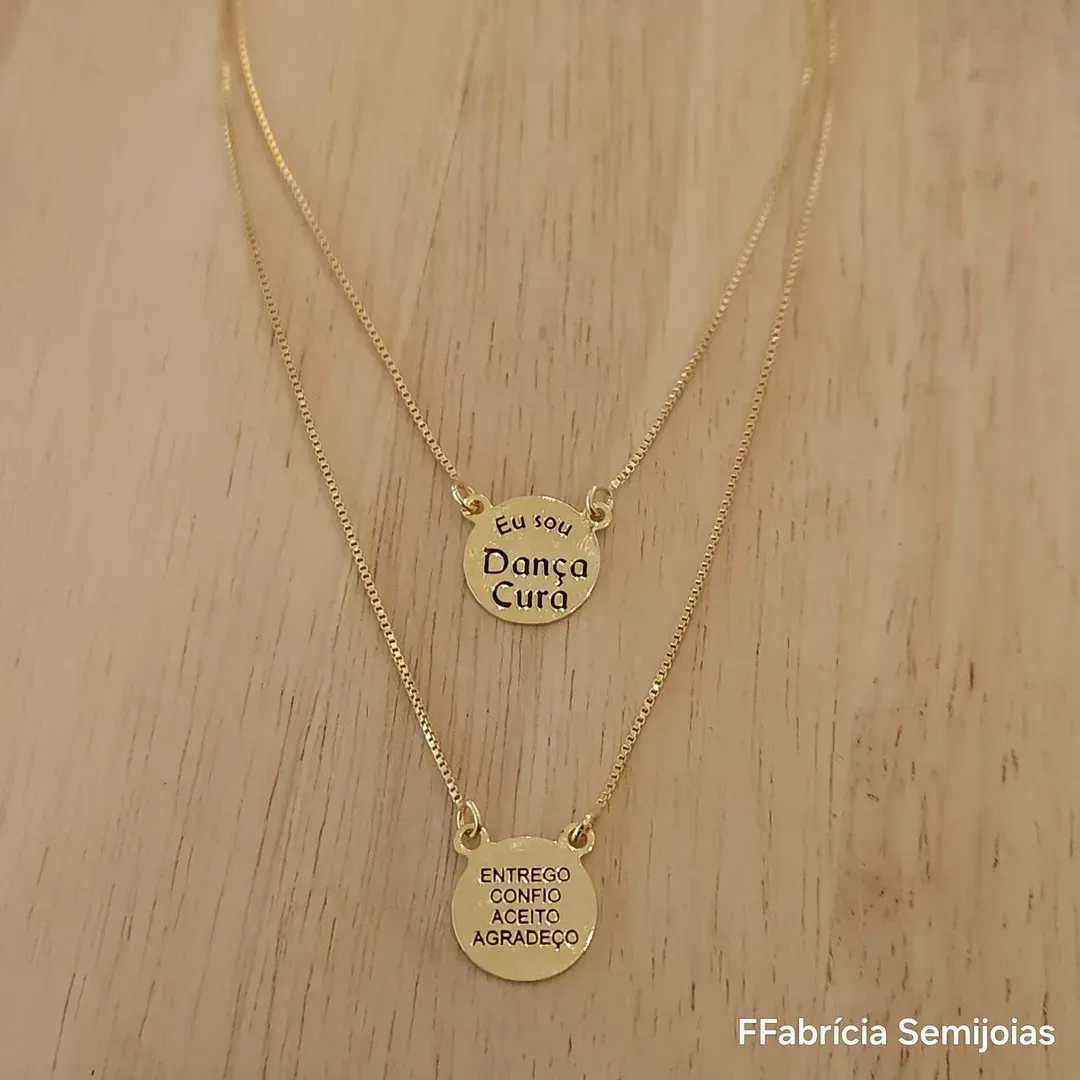 Eu sou
Dança
Cura
ENTREGO
CONFIO
ACEITO
AGRADEÇO
FFabrícia Semijoias